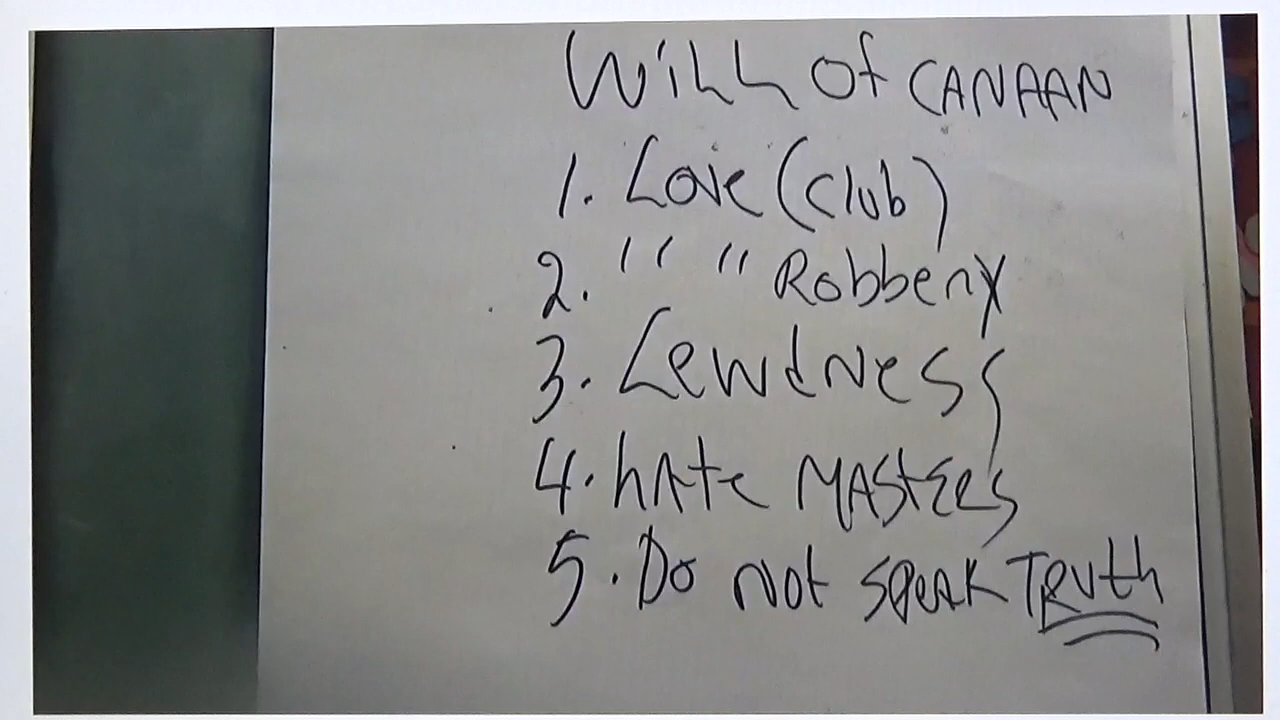 Will of CANAAN
1. Love (club)
2. " " Robbery
3. Lewdness
4. hAte MASters
5. Do Not speak TRuth